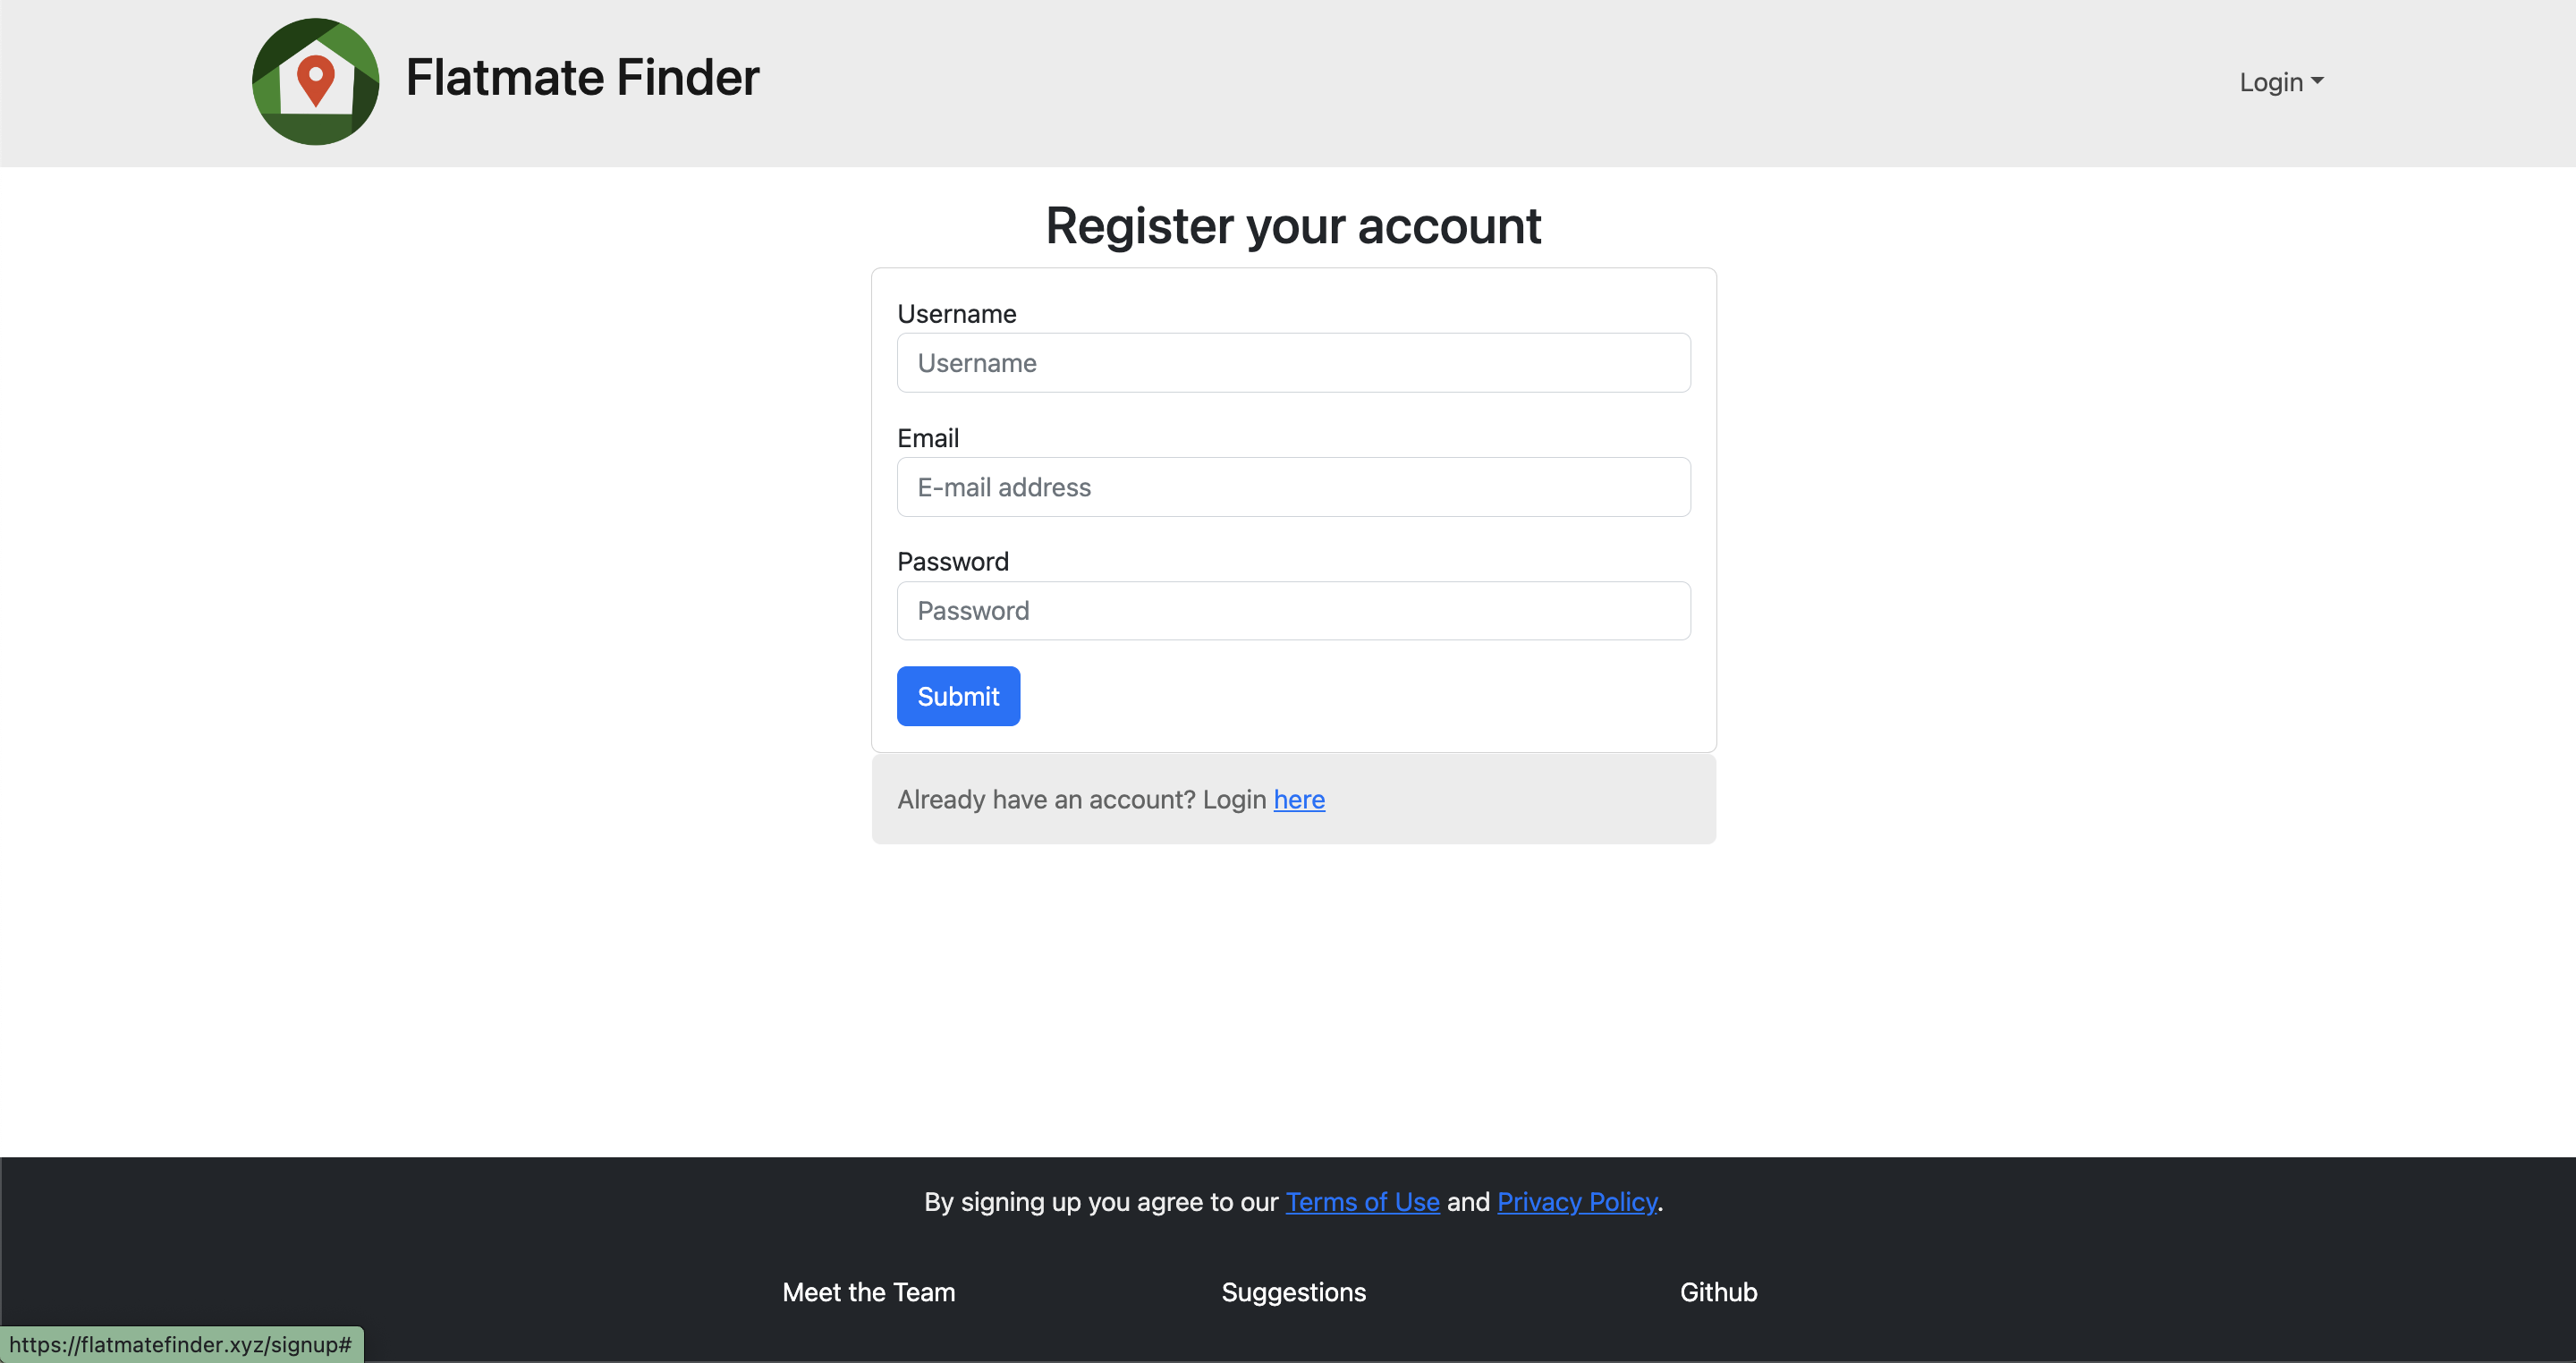 Flatmate Finder
Login
Register your account
Username
Username
Email
E-mail address
Password
Password
Submit
Already have an account? Login here
By signing up you agree to our Terms of Use and Privacy Policy.
Meet the Team
Suggestions
Github
https://flatmatefinder.xyz/signup#